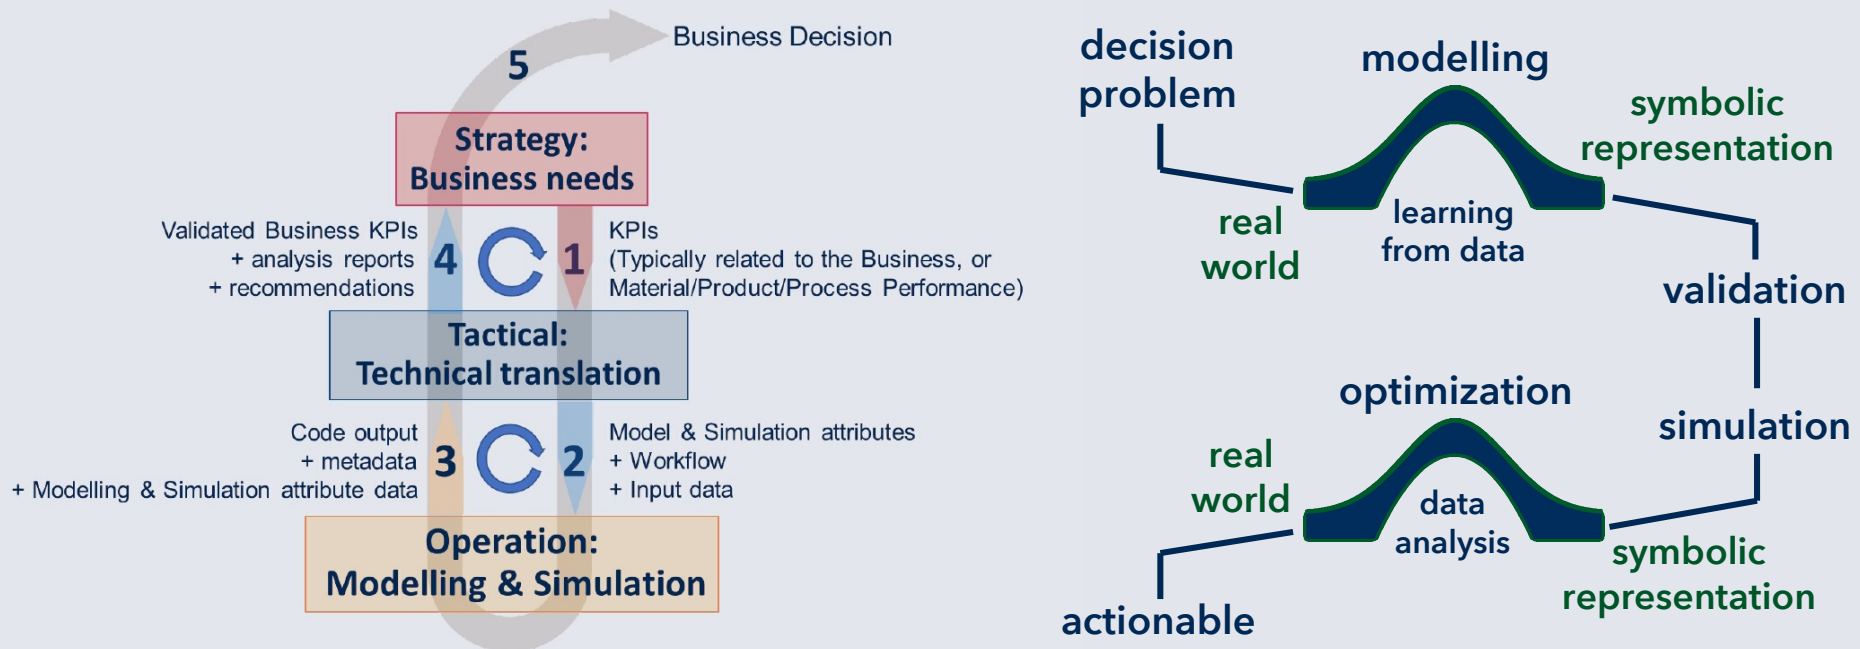 5
Business Decision
Strategy:
Business needs
Validated Business KPIs
+ analysis reports
+ recommendations
4
1
KPIs
(Typically related to the Business, or
Material/Product/Process Performance)
Tactical:
Technical translation
Code output
+ metadata
+ Modelling & Simulation attribute data
3
2
Model & Simulation attributes
+ Workflow
+ Input data
Operation:
Modelling & Simulation
decision
problem
modelling
symbolic
representation
real
world
learning
from data
validation
simulation
optimization
real
world
data
analysis
symbolic
representation
actionable